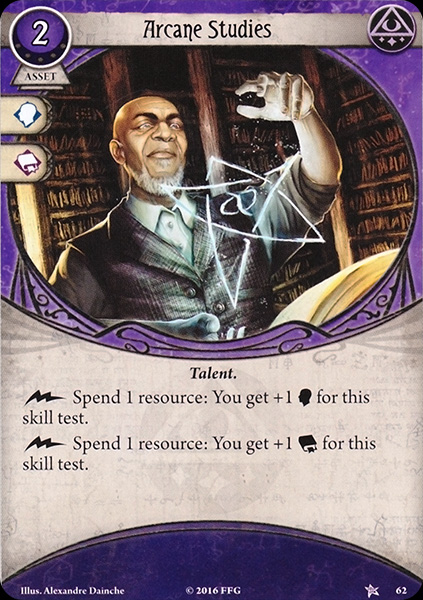 2
Arcane Studies
ASSET
Talent.
Spend 1 resource: You get +1 for this
skill test.
Spend 1 resource: You get +1 for this
skill test.
Illus. Alexandre Dainche
© 2016 FFG
62